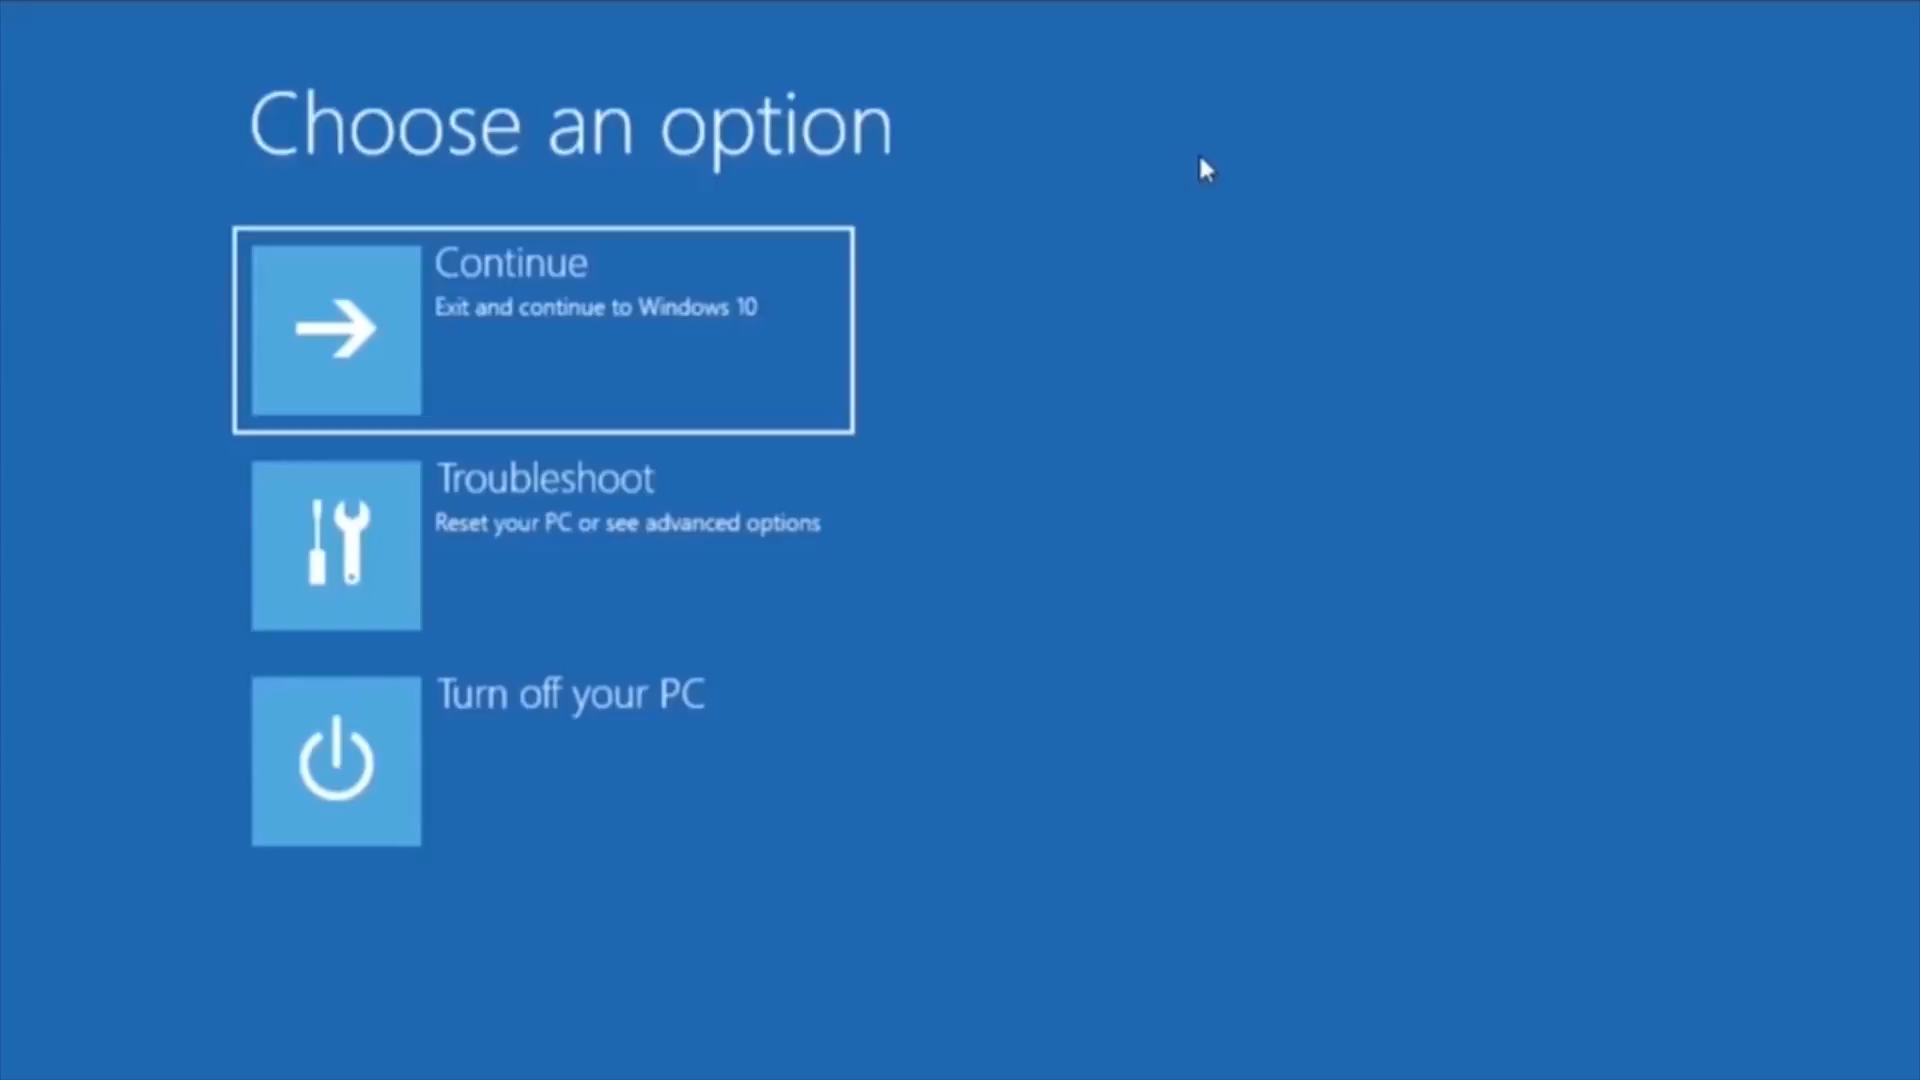 Choose an option
Continue
Exit and continue to Windows 10
Troubleshoot
Reset your PC or see advanced options
Turn off your PC